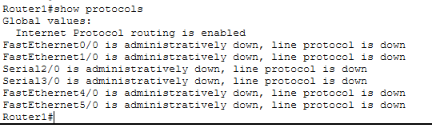 Router1#show protocols
Global values:
  Internet Protocol routing is enabled
FastEthernet0/0 is administratively down, line protocol is down
FastEthernet1/0 is administratively down, line protocol is down
Serial2/0 is administratively down, line protocol is down
Serial3/0 is administratively down, line protocol is down
FastEthernet4/0 is administratively down, line protocol is down
FastEthernet5/0 is administratively down, line protocol is down
Router1#